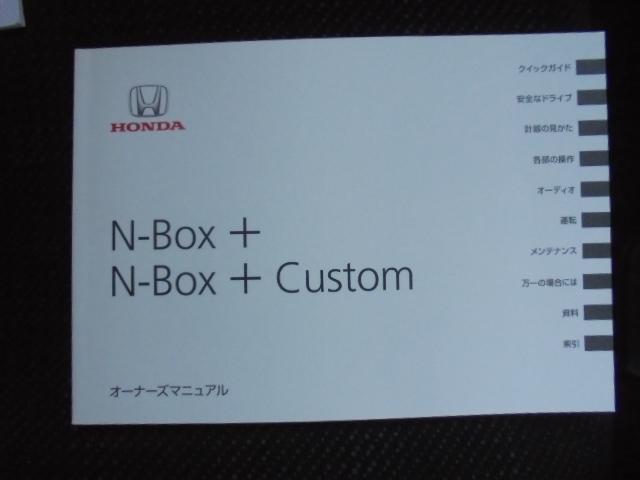 HONDA
N-Box +
N-Box + Custom
オーナーズマニュアル
クイックガイド
安全なドライブ
計器の見かた
各部の操作
オーディオ
運転
メンテナンス
万一の場合には
資料
索引